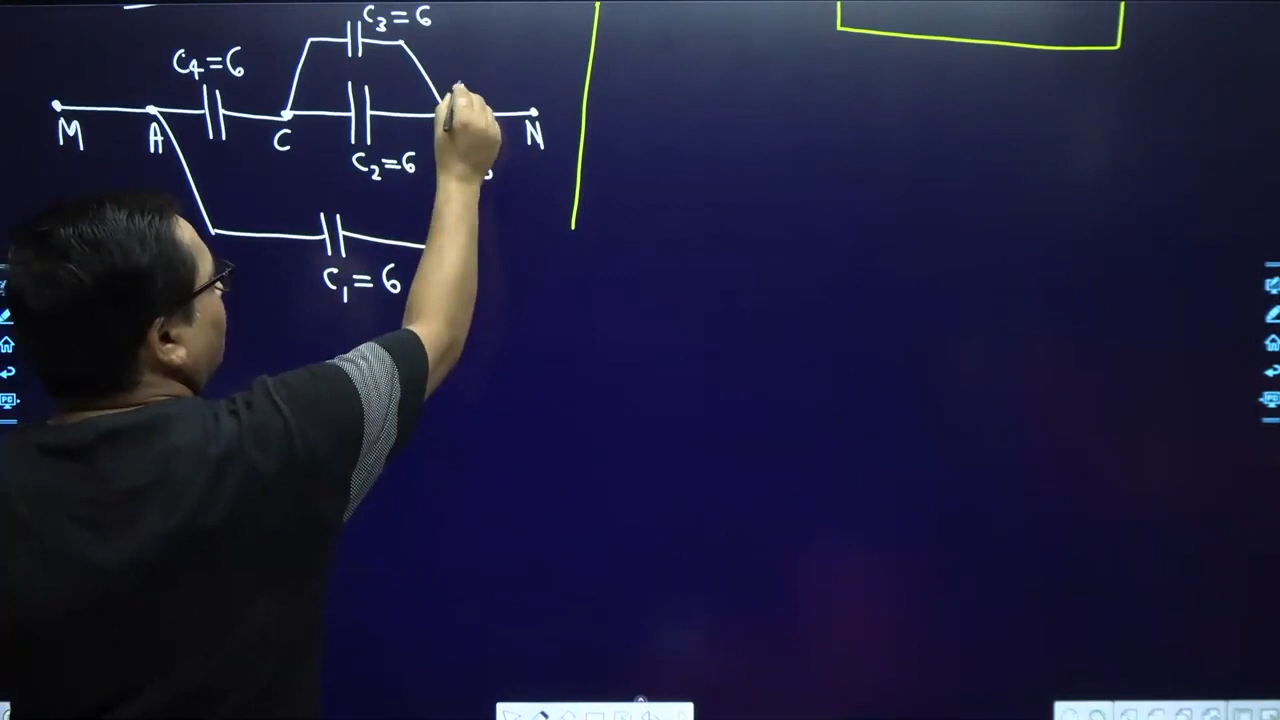 C3 = 6
C4 = 6
M A C N
C2 = 6
C1 = 6